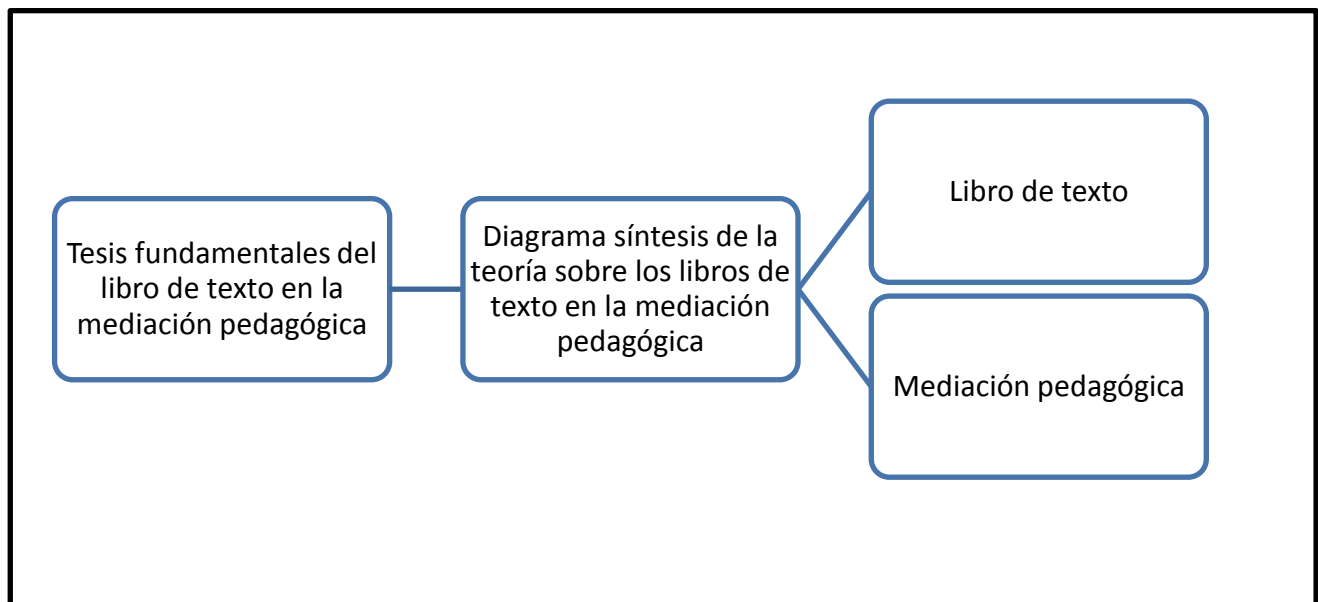 Tesis fundamentales del
libro de texto en la
mediación pedagógica
Diagrama síntesis de la
teoría sobre los libros de
texto en la mediación
pedagógica
Libro de texto
Mediación pedagógica